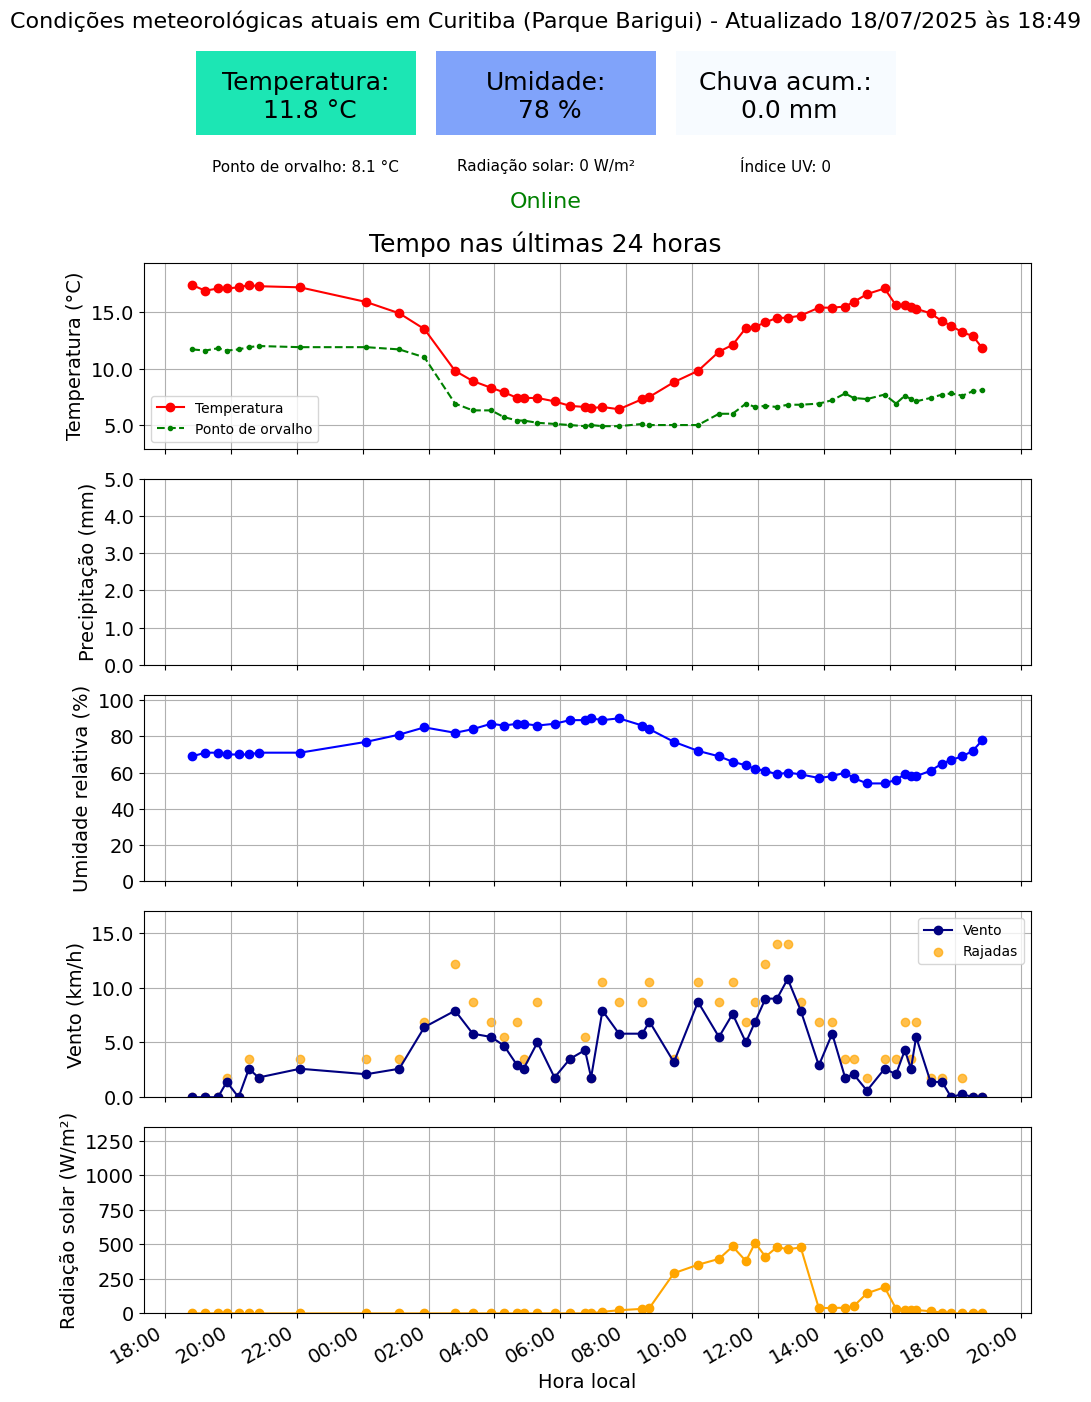 Condições meteorológicas atuais em Curitiba (Parque Barigui) - Atualizado 18/07/2025 às 18:49
Temperatura:
11.8 °C
Umidade:
78 %
Chuva acum.:
0.0 mm
Ponto de orvalho: 8.1 °C
Radiação solar: 0 W/m²
Índice UV: 0
Online
Tempo nas últimas 24 horas
Temperatura (°C)
15.0
10.0
5.0
Temperatura
Ponto de orvalho
Precipitação (mm)
5.0
4.0
3.0
2.0
1.0
0.0
Umidade relativa (%)
100
80
60
40
20
0
Vento (km/h)
15.0
10.0
5.0
0.0
Vento
Rajadas
Radiação solar (W/m²)
1250
1000
750
500
250
0
18:00
20:00
22:00
00:00
02:00
04:00
06:00
08:00
10:00
12:00
14:00
16:00
18:00
20:00
Hora local